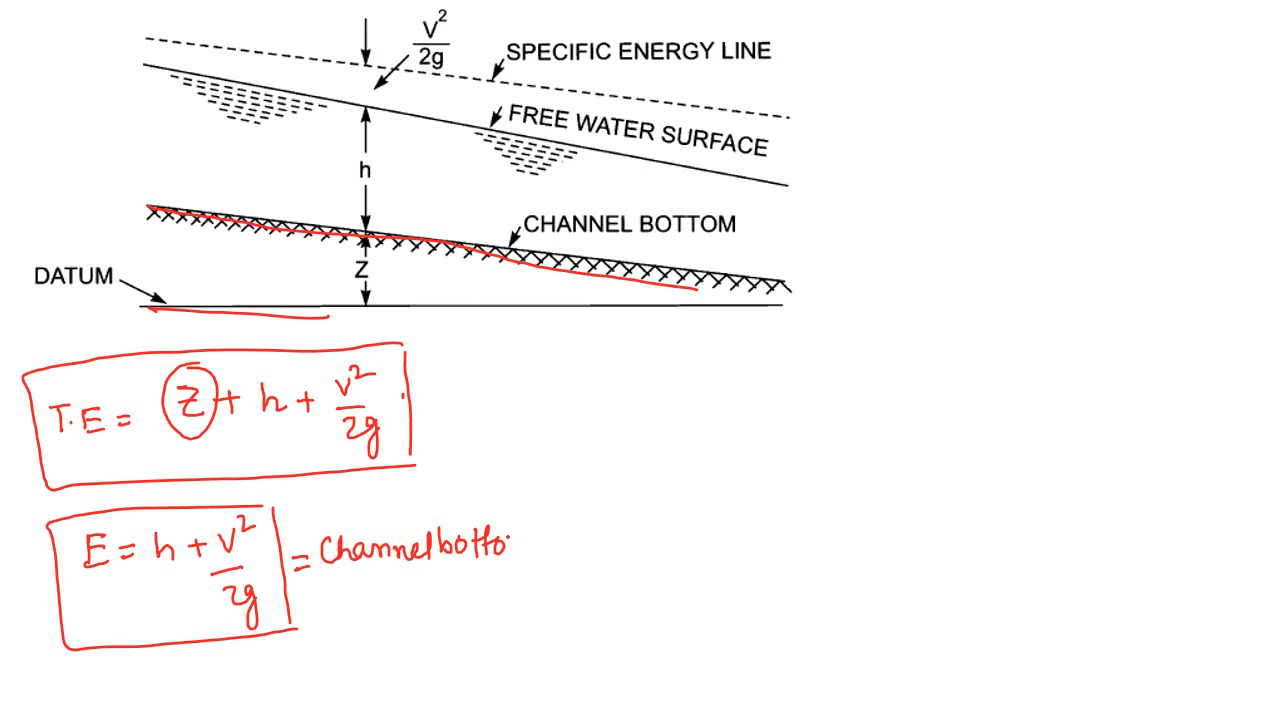 V²/2g
SPECIFIC ENERGY LINE
FREE WATER SURFACE
h
CHANNEL BOTTOM
Z
DATUM
T.E = Z + h + v²/2g
E = h + v²/2g = Channel botto